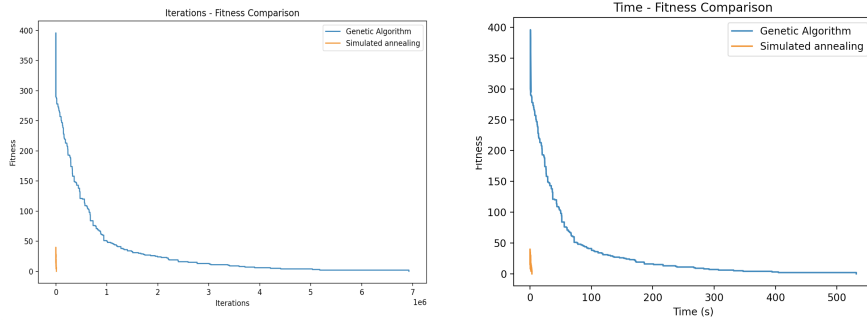 Iterations - Fitness Comparison
Genetic Algorithm
Simulated annealing
400
350
300
250
200
150
100
50
0
Fitness
0 1 2 3 4 5 6 7
1e6
Iterations
Time - Fitness Comparison
Genetic Algorithm
Simulated annealing
400
350
300
250
200
150
100
50
0
Fitness
0 100 200 300 400 500
Time (s)